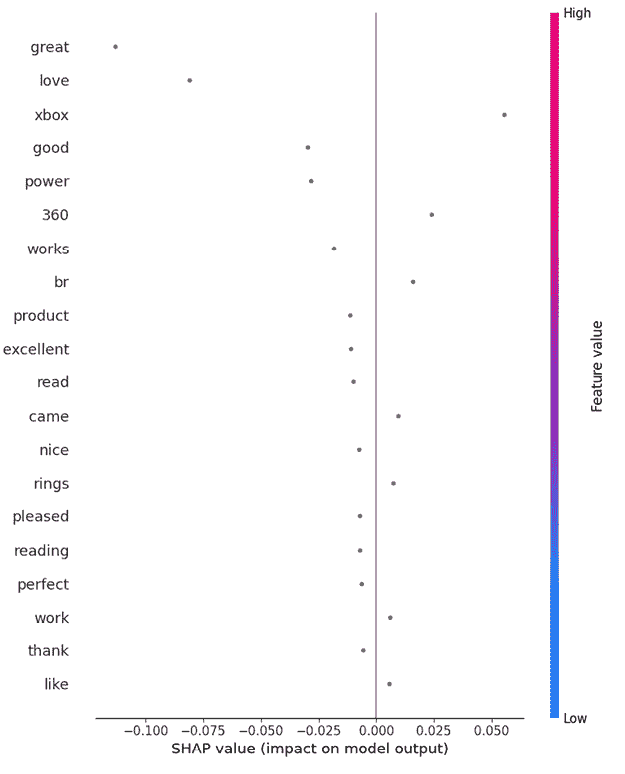 High
great
love
xbox
good
power
360
works
br
product
excellent
read
came
nice
rings
pleased
reading
perfect
work
thank
like
Feature value
Low
−0.100 −0.075 −0.050 −0.025 0.000 0.025 0.050
SHAP value (impact on model output)